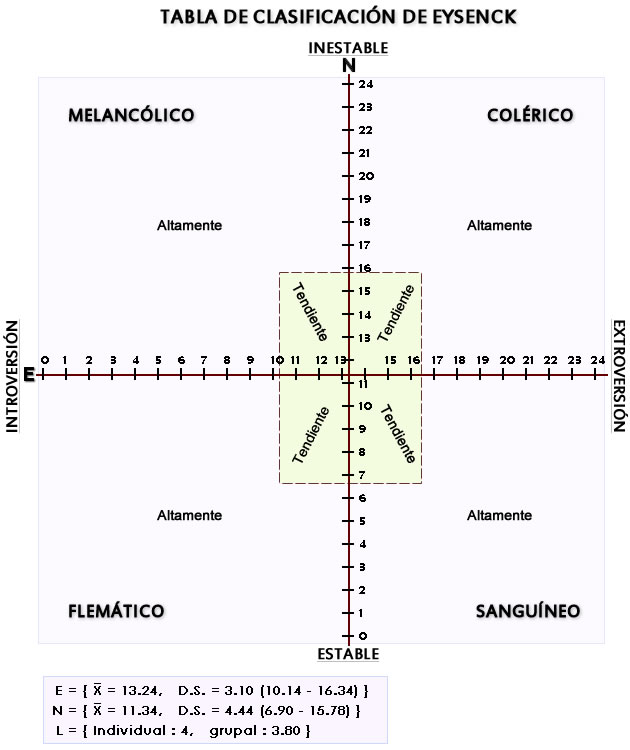 TABLA DE CLASIFICACIÓN DE EYSENCK
INESTABLE
N
24
23
MELANCÓLICO
COLÉRICO
22
21
20
19
Altamente
18
Altamente
17
16
Tendiente
15
Tendiente
14
13
INTROVERSIÓN
E
0 1 2 3 4 5 6 7 8 9 10 11 12 13 15 16 17 18 19 20 21 22 23 24
EXTROVERSIÓN
11
10
Tendiente
9
Tendiente
8
7
6
Altamente
5
Altamente
4
3
2
FLEMÁTICO
1
SANGUÍNEO
0
ESTABLE
E = { X̅ = 13.24, D.S. = 3.10 (10.14 - 16.34) }
N = { X̅ = 11.34, D.S. = 4.44 (6.90 - 15.78) }
L = { Individual : 4, grupal : 3.80 }